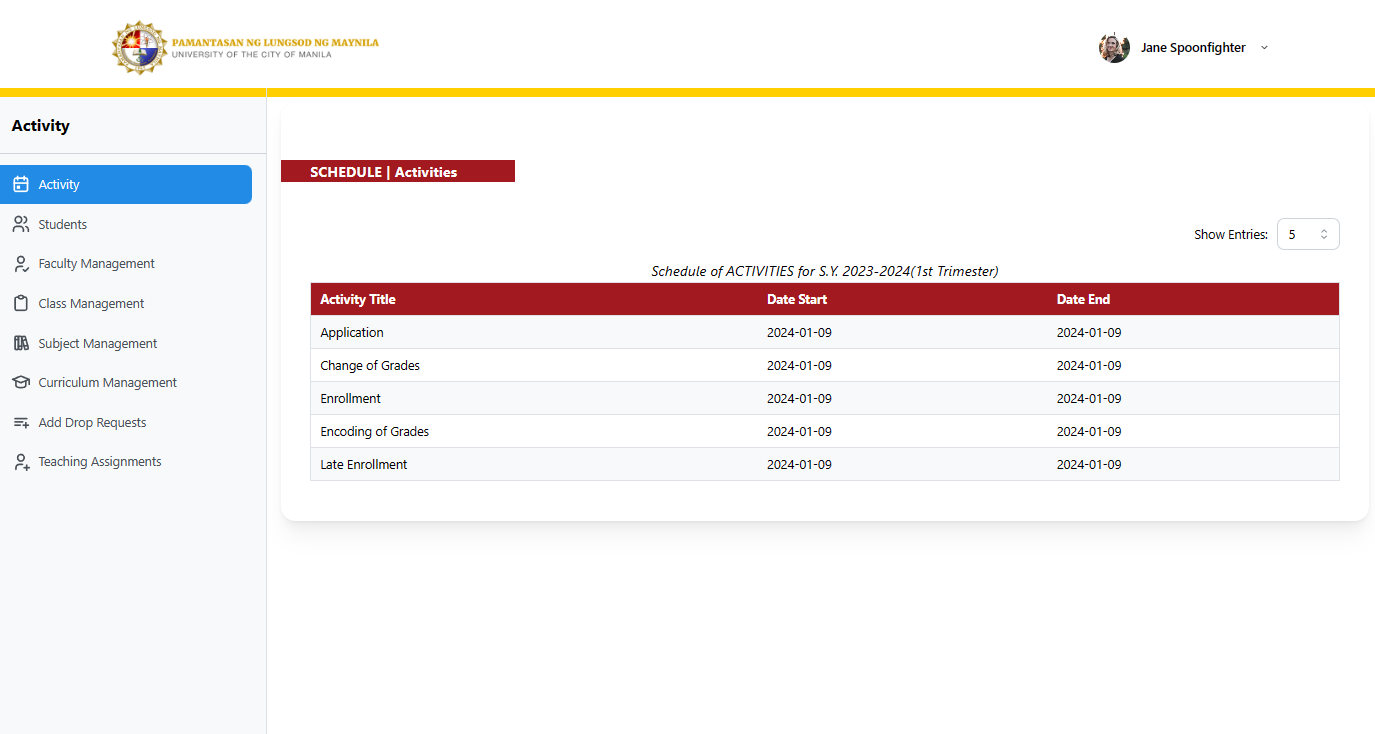 PAMANTASAN NG LUNGSOD NG MAYNILA
UNIVERSITY OF THE CITY OF MANILA
Jane Spoonfighter
Activity
Activity
Students
Faculty Management
Class Management
Subject Management
Curriculum Management
Add Drop Requests
Teaching Assignments
SCHEDULE | Activities
Show Entries: 5
Schedule of ACTIVITIES for S.Y. 2023-2024(1st Trimester)
Activity Title Date Start Date End
Application 2024-01-09 2024-01-09
Change of Grades 2024-01-09 2024-01-09
Enrollment 2024-01-09 2024-01-09
Encoding of Grades 2024-01-09 2024-01-09
Late Enrollment 2024-01-09 2024-01-09